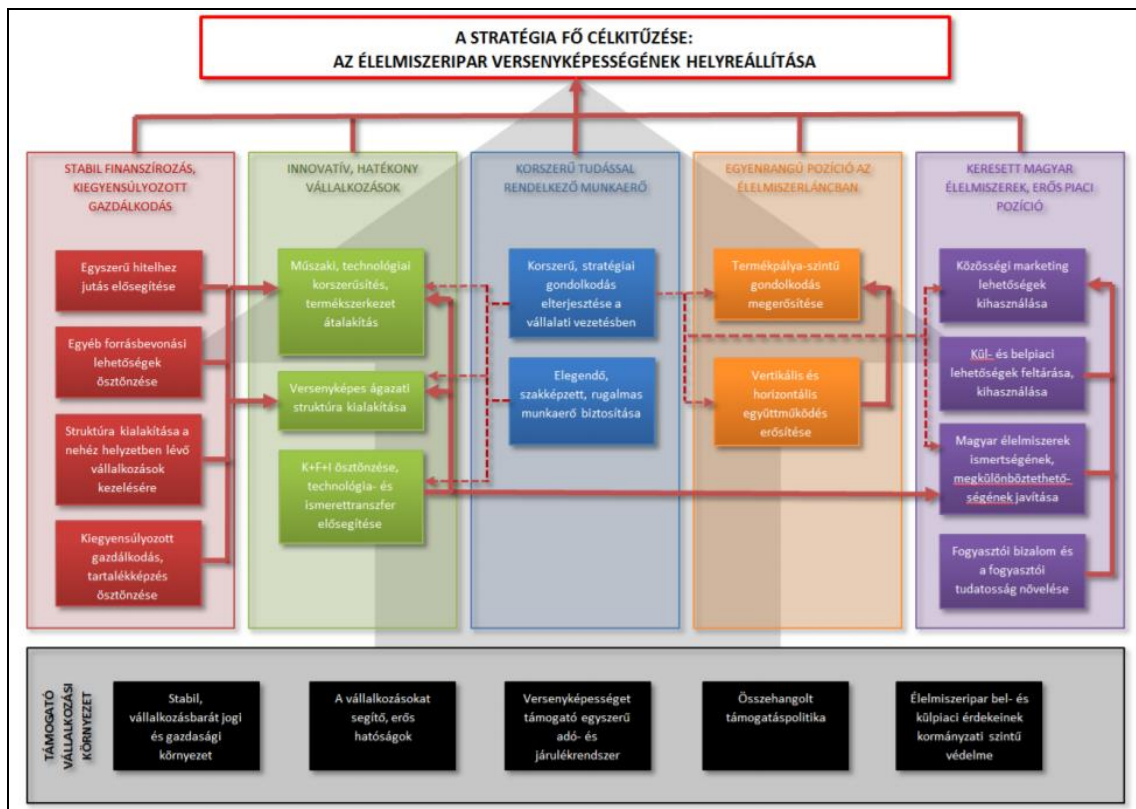 A STRATÉGIA FŐ CÉLKITŰZÉSE:
AZ ÉLELMISZERIPAR VERSENYKÉPESSÉGÉNEK HELYREÁLLÍTÁSA
STABIL FINANSZÍROZÁS,
KIEGYENSÚLYOZOTT
GAZDÁLKODÁS
Egyszerű hitelhez
jutás elősegítése
Egyéb forrásbevonási
lehetőségek
ösztönzése
Struktúra kialakítása a
nehéz helyzetben lévő
vállalkozások
kezelésére
Kiegyensúlyozott
gazdálkodás,
tartalékképzés
ösztönzése
INNOVATÍV, HATÉKONY
VÁLLALKOZÁSOK
Műszaki, technológiai
korszerűsítés,
termékszerkezet
átalakítás
Versenyképes ágazati
struktúra kialakítása
K+F+I ösztönzése,
technológia- és
ismerettranszfer
elősegítése
KORSZERŰ TUDÁSSAL
RENDELKEZŐ MUNKAERŐ
Korszerű, stratégiai
gondolkodás
elterjesztése a
vállalati vezetésben
Elegendő,
szakképzett, rugalmas
munkaerő biztosítása
EGYENRANGÚ POZÍCIÓ AZ
ÉLELMISZERLÁNCBAN
Termékpálya-szintű
gondolkodás
megerősítése
Vertikális és
horizontális
együttműködés
erősítése
KERESETT MAGYAR
ÉLELMISZEREK, ERŐS PIACI
POZÍCIÓ
Közösségi marketing
lehetőségek
kihasználása
Kül- és belpiaci
lehetőségek feltárása,
kihasználása
Magyar élelmiszerek
ismertségének,
megkülönböztethető-
ségének javítása
Fogyasztói bizalom és
a fogyasztói
tudatosság növelése
TÁMOGATÓ
VÁLLALKOZÁSI
KÖRNYEZET
Stabil,
vállalkozásbarát jogi
és gazdasági
környezet
A vállalkozásokat
segítő, erős
hatóságok
Versenyképességet
támogató egyszerű
adó- és
járulékrendszer
Összehangolt
támogatáspolitika
Élelmiszeripar bel- és
külpiaci érdekeinek
kormányzati szintű
védelme